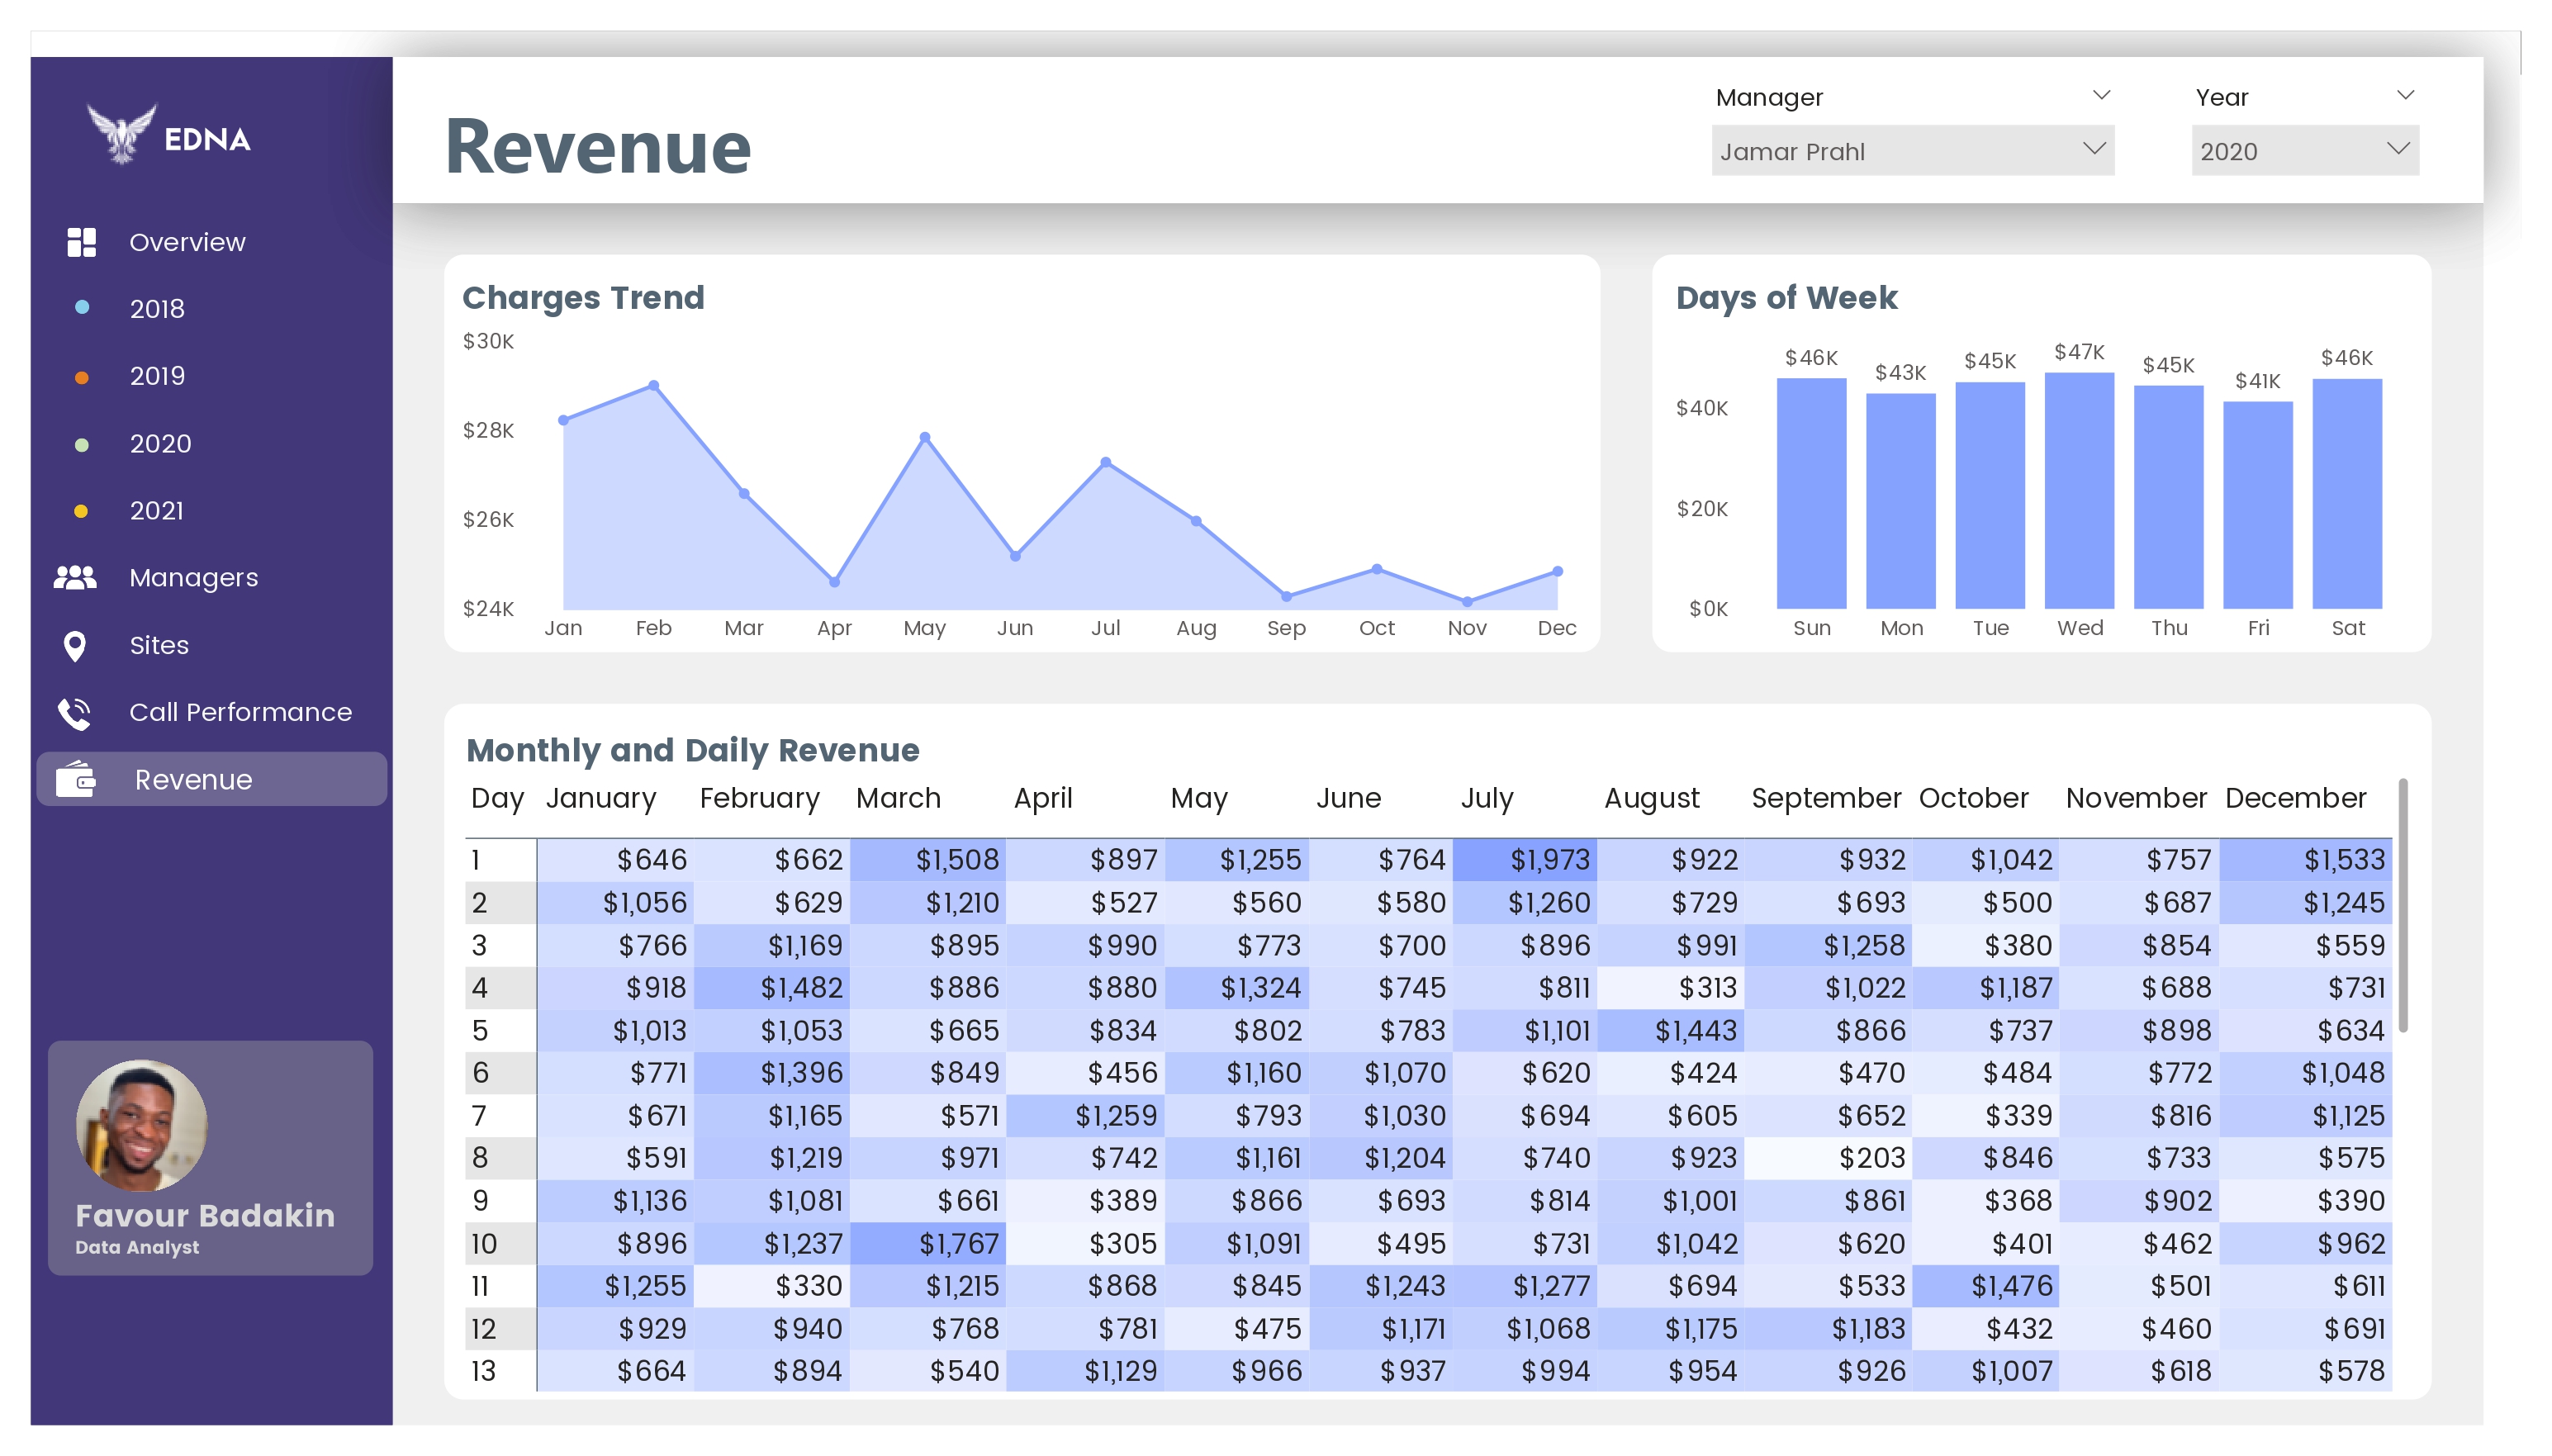 EDNA
Overview
2018
2019
2020
2021
Managers
Sites
Call Performance
Revenue
Favour Badakin
Data Analyst
Revenue
Manager
Jamar Prahl
Year
2020
Charges Trend
$30K
$28K
$26K
$24K
Jan Feb Mar Apr May Jun Jul Aug Sep Oct Nov Dec
Days of Week
$46K $43K $45K $47K $45K $41K $46K
$40K
$20K
$0K
Sun Mon Tue Wed Thu Fri Sat
Monthly and Daily Revenue
Day January February March April May June July August September October November December
1 $646 $662 $1,508 $897 $1,255 $764 $1,973 $922 $932 $1,042 $757 $1,533
2 $1,056 $629 $1,210 $527 $560 $580 $1,260 $729 $693 $500 $687 $1,245
3 $766 $1,169 $895 $990 $773 $700 $896 $991 $1,258 $380 $854 $559
4 $918 $1,482 $886 $880 $1,324 $745 $811 $313 $1,022 $1,187 $688 $731
5 $1,013 $1,053 $665 $834 $802 $783 $1,101 $1,443 $866 $737 $898 $634
6 $771 $1,396 $849 $456 $1,160 $1,070 $620 $424 $470 $484 $772 $1,048
7 $671 $1,165 $571 $1,259 $793 $1,030 $694 $605 $652 $339 $816 $1,125
8 $591 $1,219 $971 $742 $1,161 $1,204 $740 $923 $203 $846 $733 $575
9 $1,136 $1,081 $661 $389 $866 $693 $814 $1,001 $861 $368 $902 $390
10 $896 $1,237 $1,767 $305 $1,091 $495 $731 $1,042 $620 $401 $462 $962
11 $1,255 $330 $1,215 $868 $845 $1,243 $1,277 $694 $533 $1,476 $501 $611
12 $929 $940 $768 $781 $475 $1,171 $1,068 $1,175 $1,183 $432 $460 $691
13 $664 $894 $540 $1,129 $966 $937 $994 $954 $926 $1,007 $618 $578